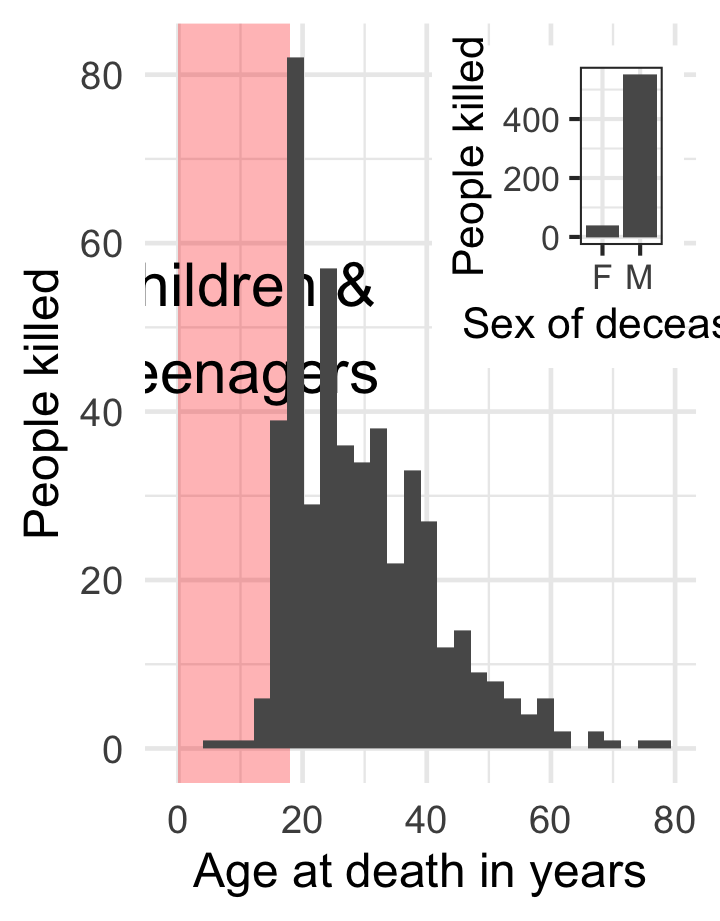 People killed
400
200
0
F M
Sex of deceas
80
60
40
20
0
hildren &
eenagers
People killed
0 20 40 60 80
Age at death in years